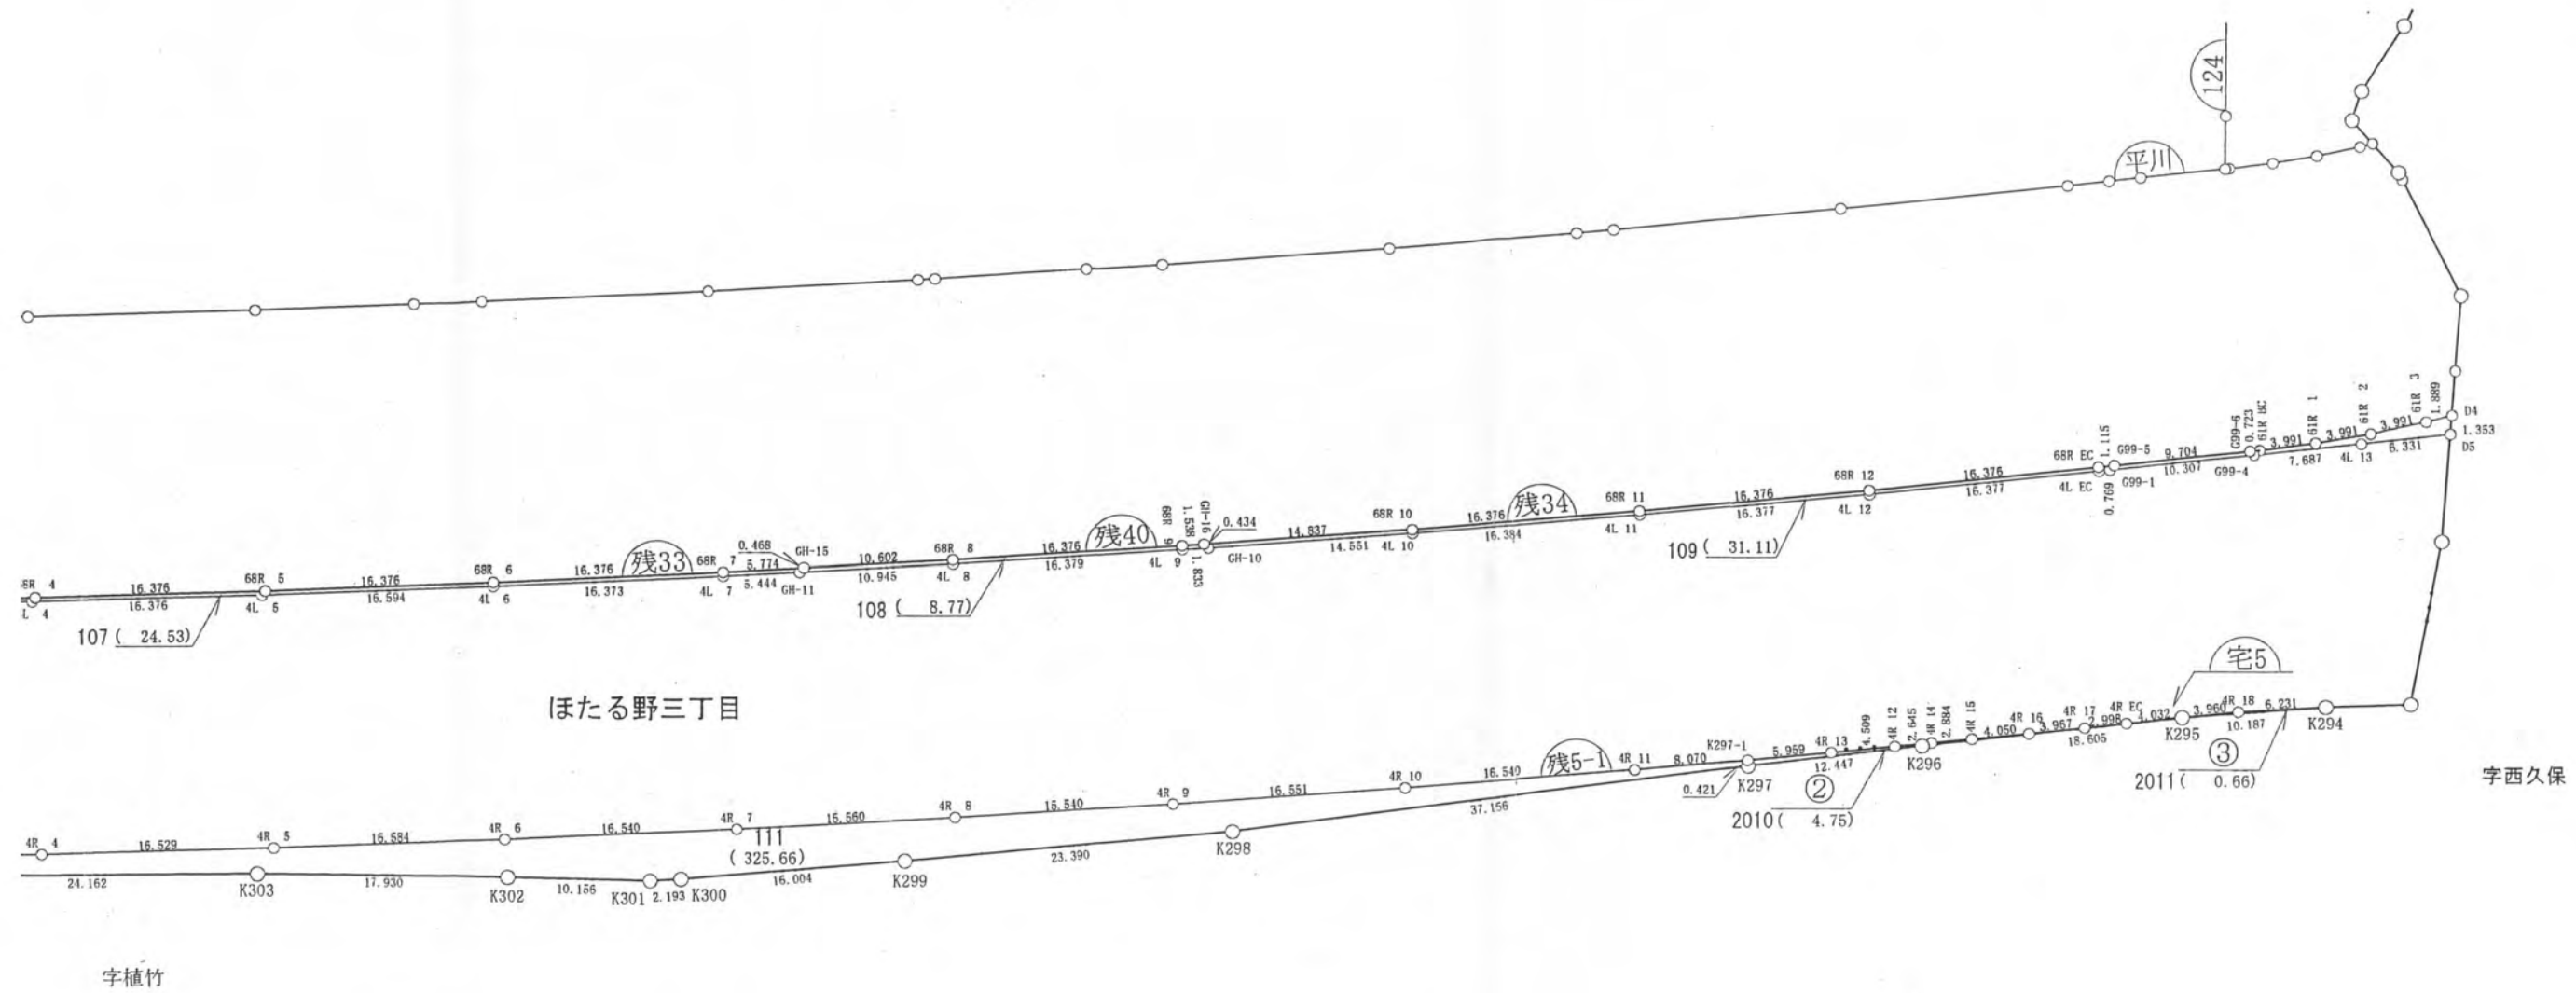 124
平川
61R 3
1.889
D4
61R 2
3.991
61R 1
3.991
3.991
1.353
D5
6.331
4L 13
7.687
G99-6
0.723
61R BC
G99-4
9.704
10.307
68R EC
1.115
G99-5
4L EC
0.769
G99-1
16.376
16.377
68R 12
4L 12
16.376
16.377
109 ( 31.11)
68R 11
4L 11
残34
16.376
16.384
68R 10
4L 10
14.837
14.551
0.434
GH-16
1.538
68R 9
4L 9
1.833
GH-10
残40
16.376
16.379
108 ( 8.77)
68R 8
4L 8
10.602
10.945
GH-15
0.468
GH-11
5.774
5.444
68R 7
4L 7
残33
16.376
16.373
68R 6
4L 6
16.376
16.594
68R 5
4L 5
16.376
16.376
107 ( 24.53)
ほたる野三丁目
宅5
4R 18
6.231
K294
3.960
10.187
K295
4.032
4R EC
2.998
4R 17
18.605
3.967
4R 16
4.050
4R 15
2.884
4R 14
2.645
4R 12
K296
4.509
4R 13
12.447
5.959
K297-1
K297
0.421
②
2010( 4.75)
③
2011( 0.66)
字西久保
8.070
4R 11
残5-1
16.540
37.156
4R 10
16.551
4R 9
15.540
4R 8
15.560
4R 7
111
( 325.66)
16.540
4R 6
16.584
4R 5
16.529
4R 4
24.162
K303
17.930
K302
10.156
K301
2.193
K300
16.004
K299
23.390
K298
字植竹